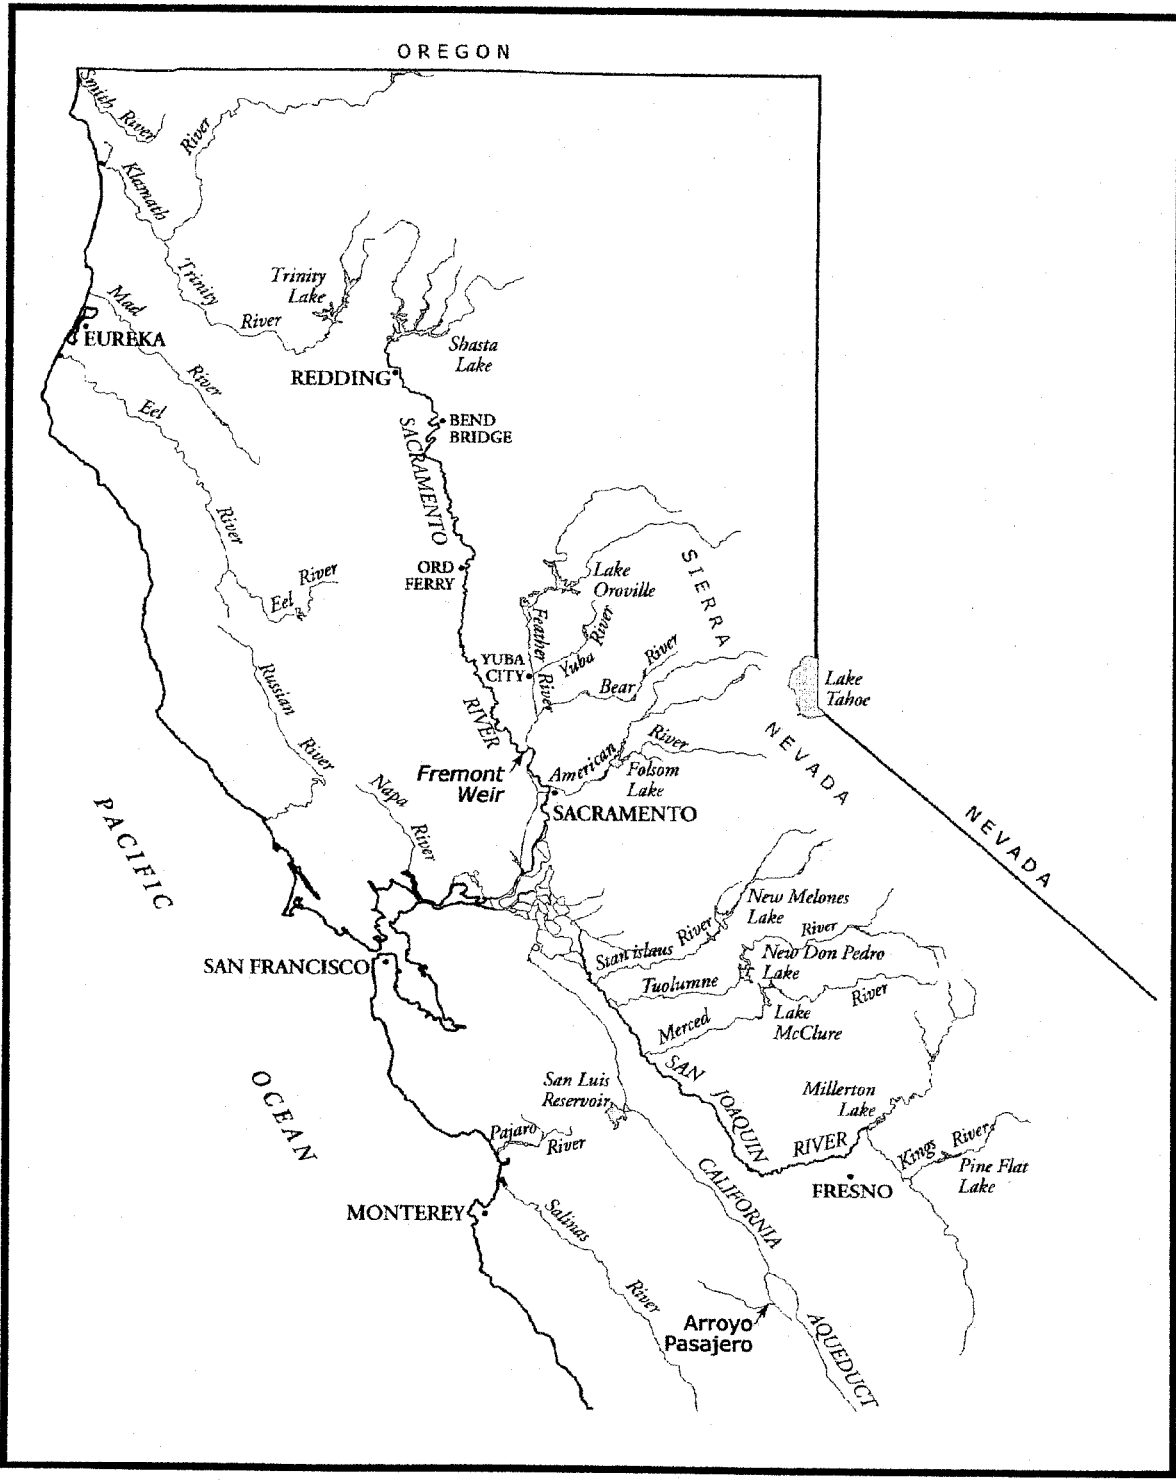 OREGON
Smith River
River
Klamath
Trinity
River
Trinity
Lake
Mad
River
EUREKA
Shasta
Lake
REDDING
Eel
River
BEND
BRIDGE
SACRAMENTO
RIVER
ORD
FERRY
Eel River
Lake
Oroville
SIERRA
NEVADA
Feather
River
Yuba River
YUBA
CITY
Bear River
Russian
River
Lake
Tahoe
Fremont
Weir
American River
Folsom
Lake
SACRAMENTO
Napa
River
NEVADA
PACIFIC
OCEAN
New Melones
Lake
Stanislaus River
River
New Don Pedro
Lake
Tuolumne
SAN FRANCISCO
River
Merced
Lake
McClure
SAN JOAQUIN RIVER
San Luis
Reservoir
Millerton
Lake
Pajaro
River
Kings River
Pine Flat
Lake
FRESNO
MONTEREY
Salinas
River
CALIFORNIA
AQUEDUCT
Arroyo
Pasajero